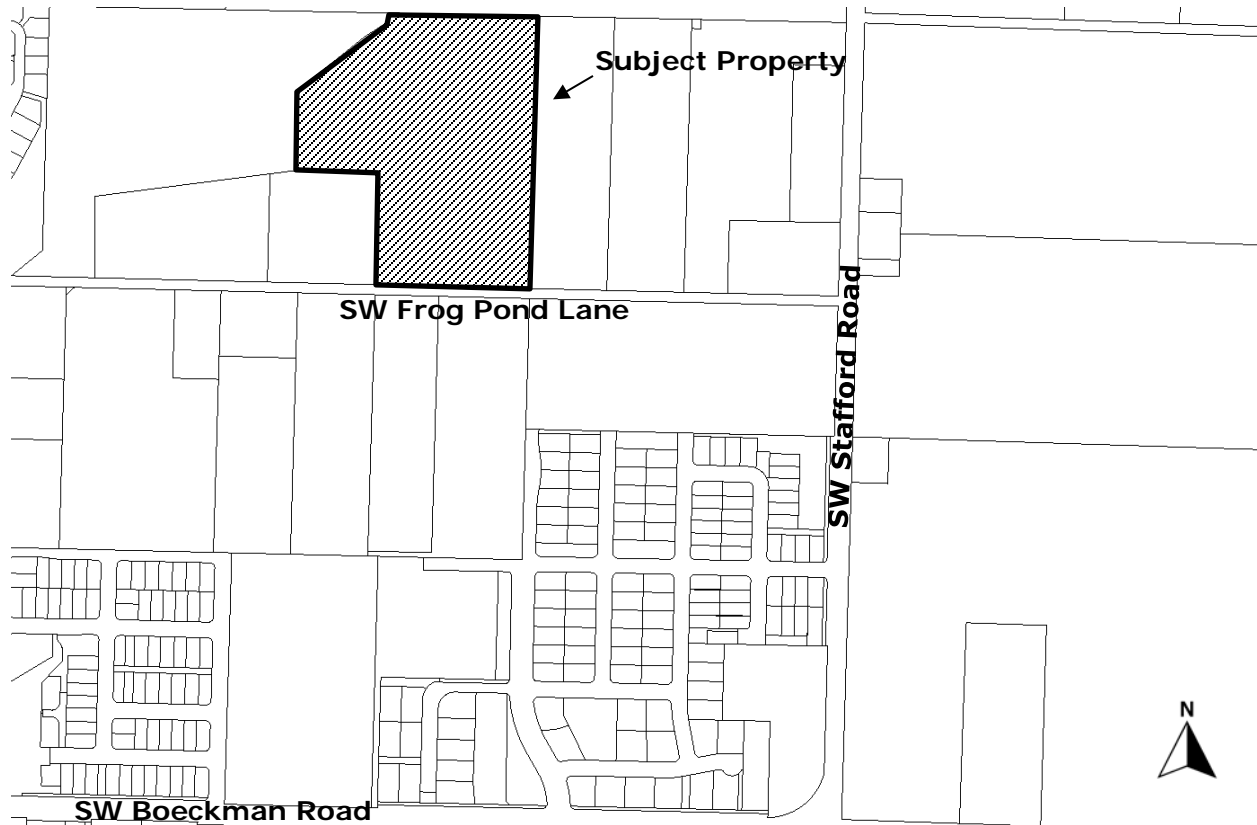 Subject Property
SW Frog Pond Lane
SW Stafford Road
N
SW Boeckman Road